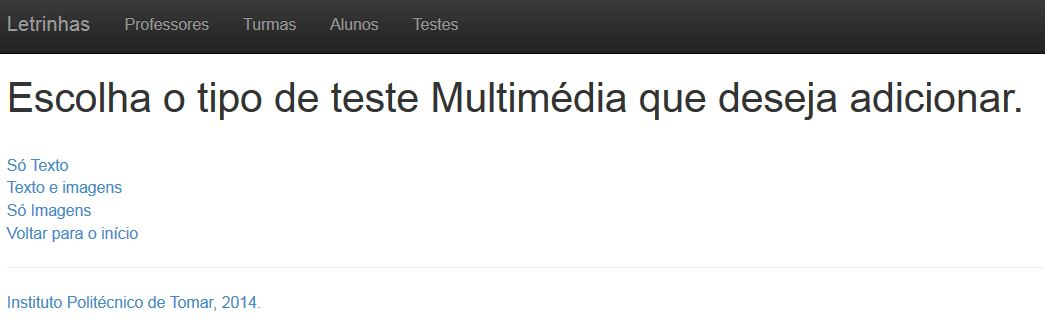 Letrinhas Professores Turmas Alunos Testes
Escolha o tipo de teste Multimédia que deseja adicionar.
Só Texto
Texto e imagens
Só Imagens
Voltar para o início
Instituto Politécnico de Tomar, 2014.